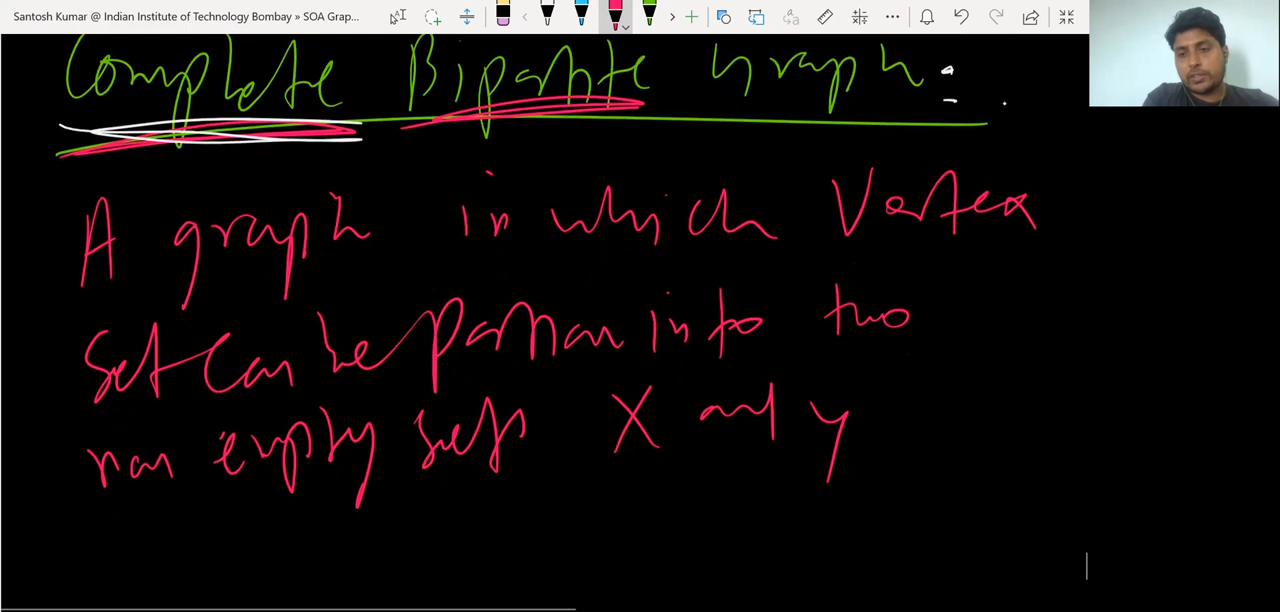 Santosh Kumar @ Indian Institute of Technology Bombay » SOA Grap...
Complete Bipartite Graph :
A graph in which Vertex
Set Can be Partition into two
non empty sets X and Y